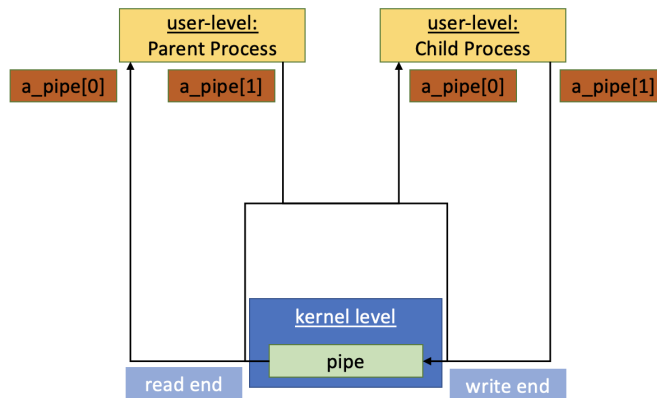 user-level:
Parent Process
user-level:
Child Process
a_pipe[0]
a_pipe[1]
a_pipe[0]
a_pipe[1]
kernel level
pipe
read end
write end